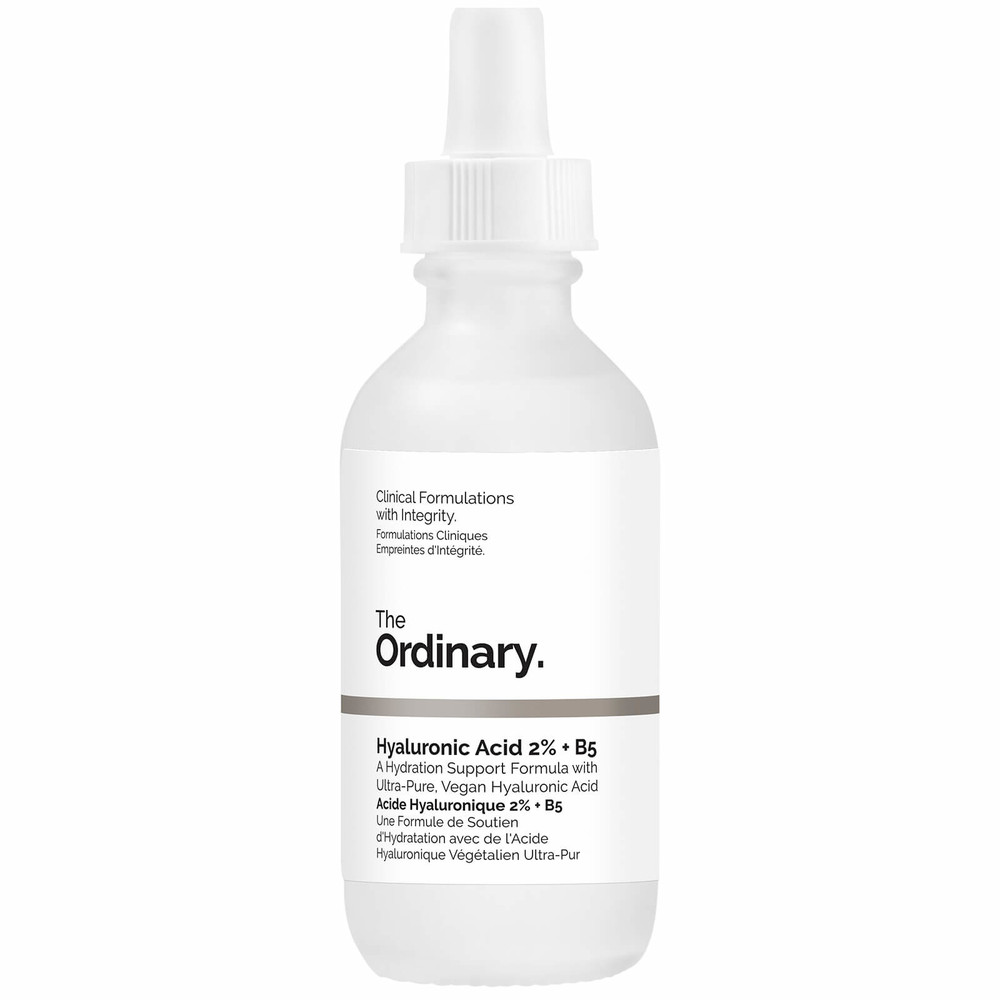 Clinical Formulations
with Integrity.
Formulations Cliniques
Empreintes d'Intégrité.
The
Ordinary.
Hyaluronic Acid 2% + B5
A Hydration Support Formula with
Ultra-Pure, Vegan Hyaluronic Acid
Acide Hyaluronique 2% + B5
Une Formule de Soutien
d'Hydratation avec de l'Acide
Hyaluronique Végétalien Ultra-Pur